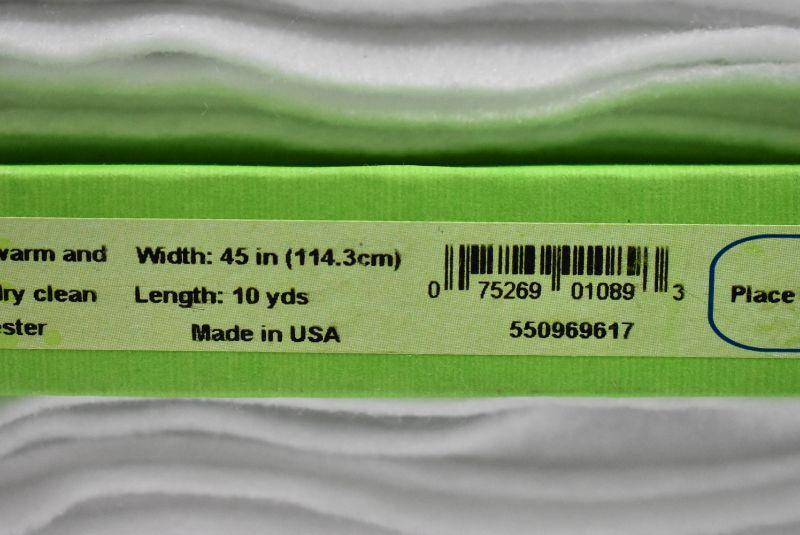 warm and
dry clean
ester
Width: 45 in (114.3cm)
Length: 10 yds
Made in USA
0 75269 01089 3
550969617
Place